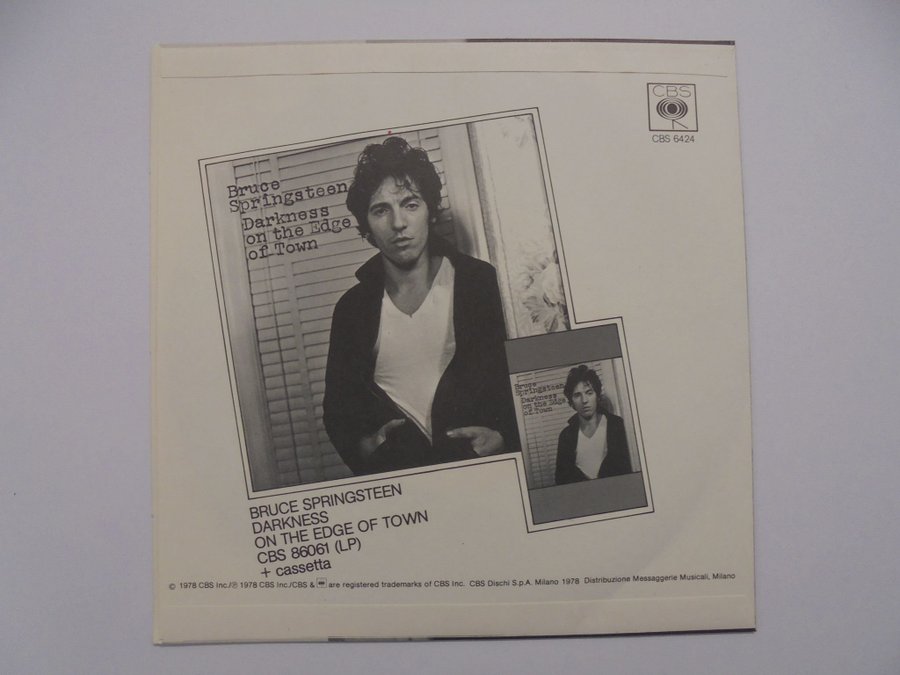 CBS
CBS 6424
Bruce
Springsteen
Darkness
on the Edge
of Town
Bruce
Springsteen
Darkness
on the Edge
of Town
BRUCE SPRINGSTEEN
DARKNESS
ON THE EDGE OF TOWN
CBS 86061 (LP)
+ cassetta
© 1978 CBS Inc./℗ 1978 CBS Inc./CBS & are registered trademarks of CBS Inc. CBS Dischi S.p.A. Milano 1978 Distribuzione Messaggerie Musicali, Milano